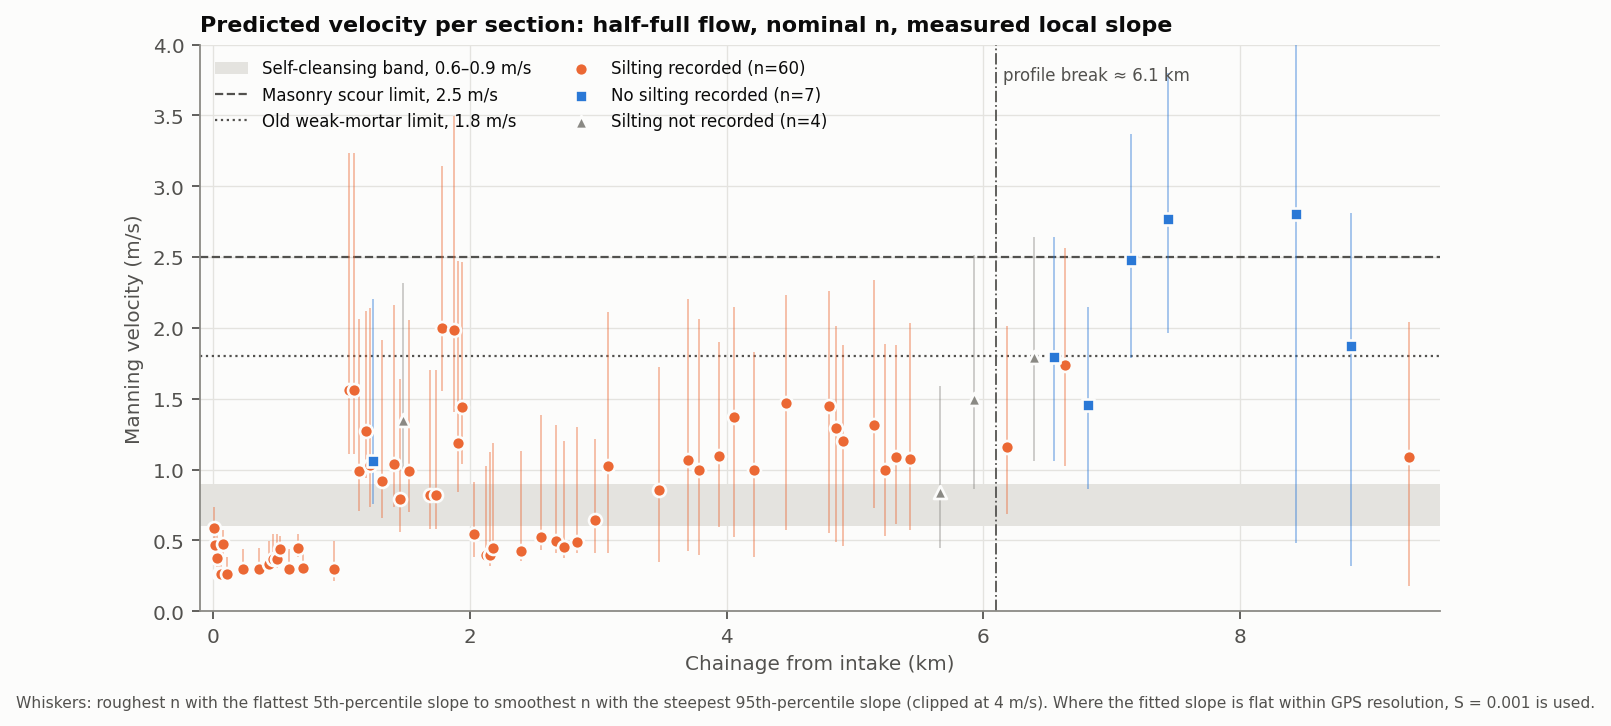 Predicted velocity per section: half-full flow, nominal n, measured local slope
Self-cleansing band, 0.6–0.9 m/s
Masonry scour limit, 2.5 m/s
Old weak-mortar limit, 1.8 m/s
Silting recorded (n=60)
No silting recorded (n=7)
Silting not recorded (n=4)
profile break ≈ 6.1 km
Manning velocity (m/s)
4.0
3.5
3.0
2.5
2.0
1.5
1.0
0.5
0.0
0 2 4 6 8
Chainage from intake (km)
Whiskers: roughest n with the flattest 5th-percentile slope to smoothest n with the steepest 95th-percentile slope (clipped at 4 m/s). Where the fitted slope is flat within GPS resolution, S = 0.001 is used.